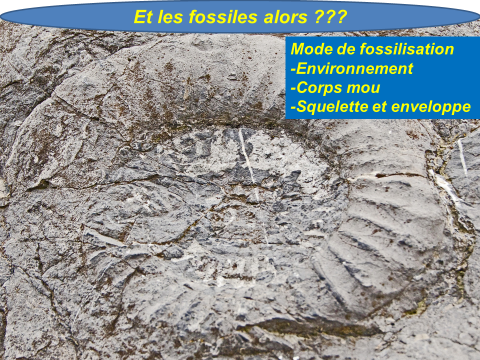 Et les fossiles alors ???
Mode de fossilisation
-Environnement
-Corps mou
-Squelette et enveloppe